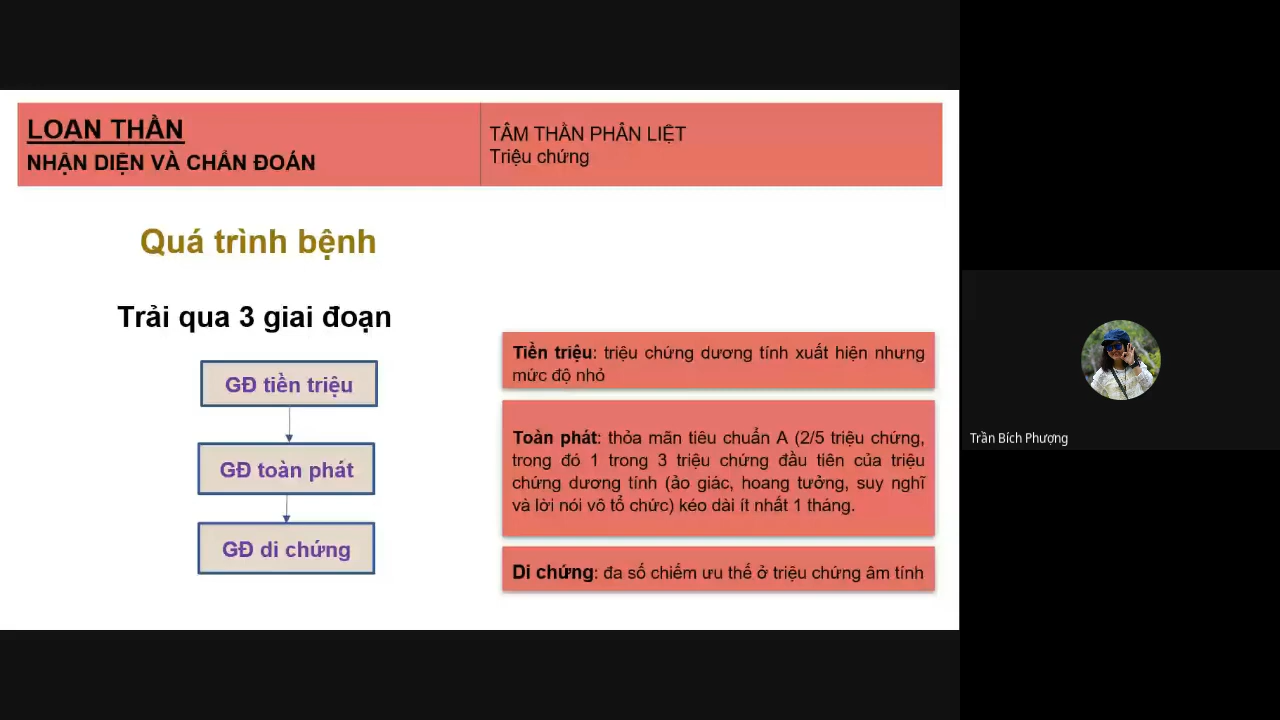 LOẠN THẦN
NHẬN DIỆN VÀ CHẨN ĐOÁN
TÂM THẦN PHÂN LIỆT
Triệu chứng
Quá trình bệnh
Trải qua 3 giai đoạn
GĐ tiền triệu
GĐ toàn phát
GĐ di chứng
Tiền triệu: triệu chứng dương tính xuất hiện nhưng
mức độ nhỏ
Toàn phát: thỏa mãn tiêu chuẩn A (2/5 triệu chứng,
trong đó 1 trong 3 triệu chứng đầu tiên của triệu
chứng dương tính (ảo giác, hoang tưởng, suy nghĩ
và lời nói vô tổ chức) kéo dài ít nhất 1 tháng.
Di chứng: đa số chiếm ưu thế ở triệu chứng âm tính
Trần Bích Phượng